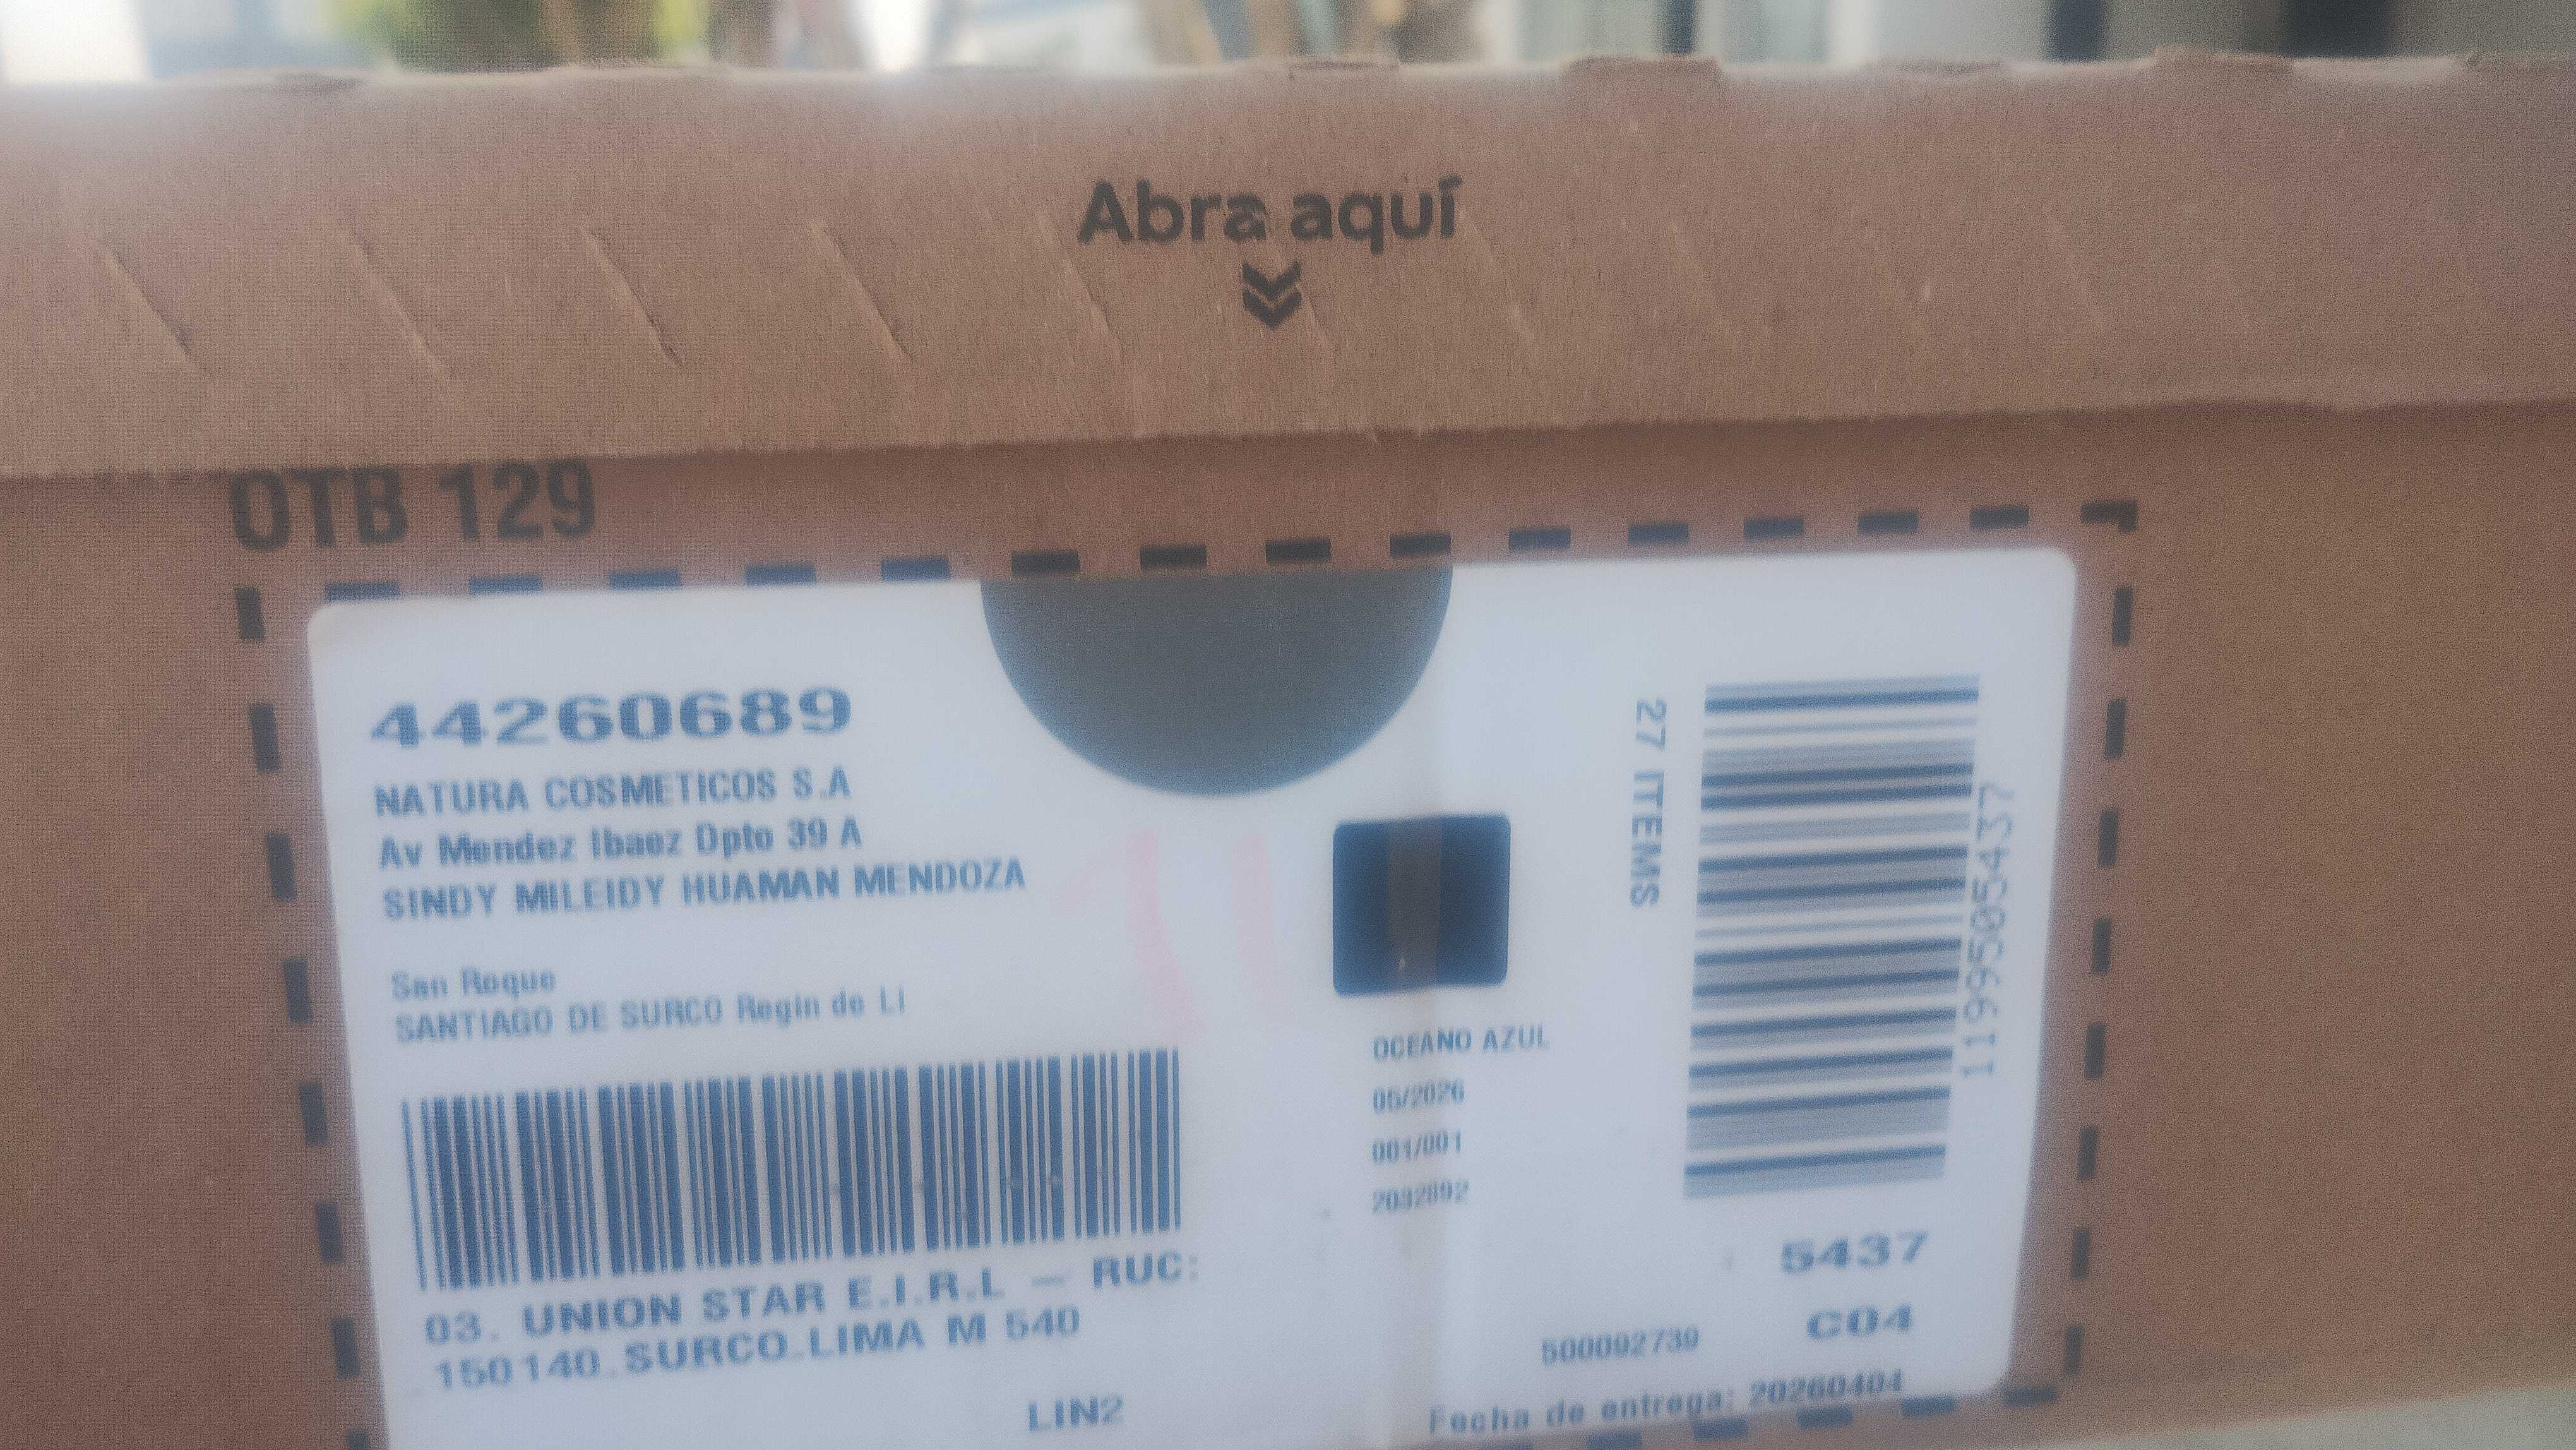 Abra aquí
OTB 129
44260689
NATURA COSMETICOS S.A
Av Mendez Ibaez Dpto 39 A
SINDY MILEIDY HUAMAN MENDOZA
San Roque
SANTIAGO DE SURCO Regin de Li
03. UNION STAR E.I.R.L – RUC:
150140.SURCO.LIMA M 540
LIN2
OCEANO AZUL
05/2026
001/001
2032892
27 ITEMS
1199505437
5437
C04
500092739
Fecha de entrega: 20260404